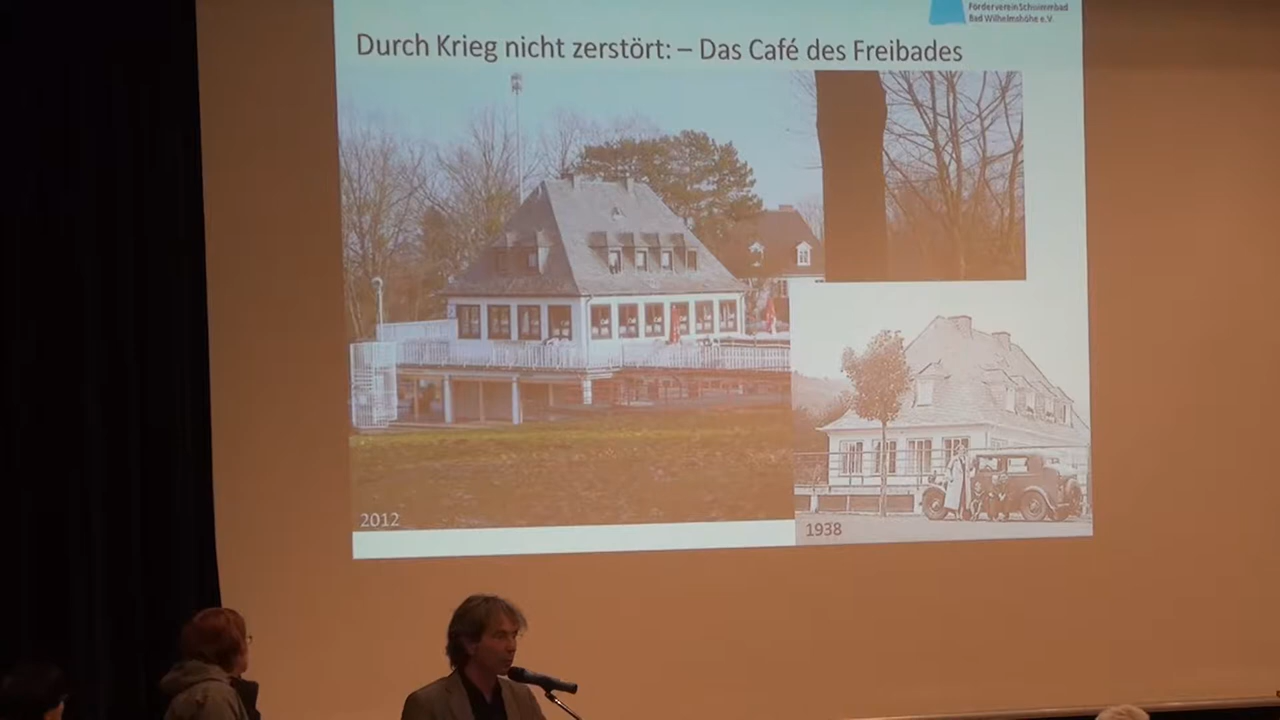 Förderverein Schwimmbad
Bad Wilhelmshöhe e.V.
Durch Krieg nicht zerstört: – Das Café des Freibades
2012
1938